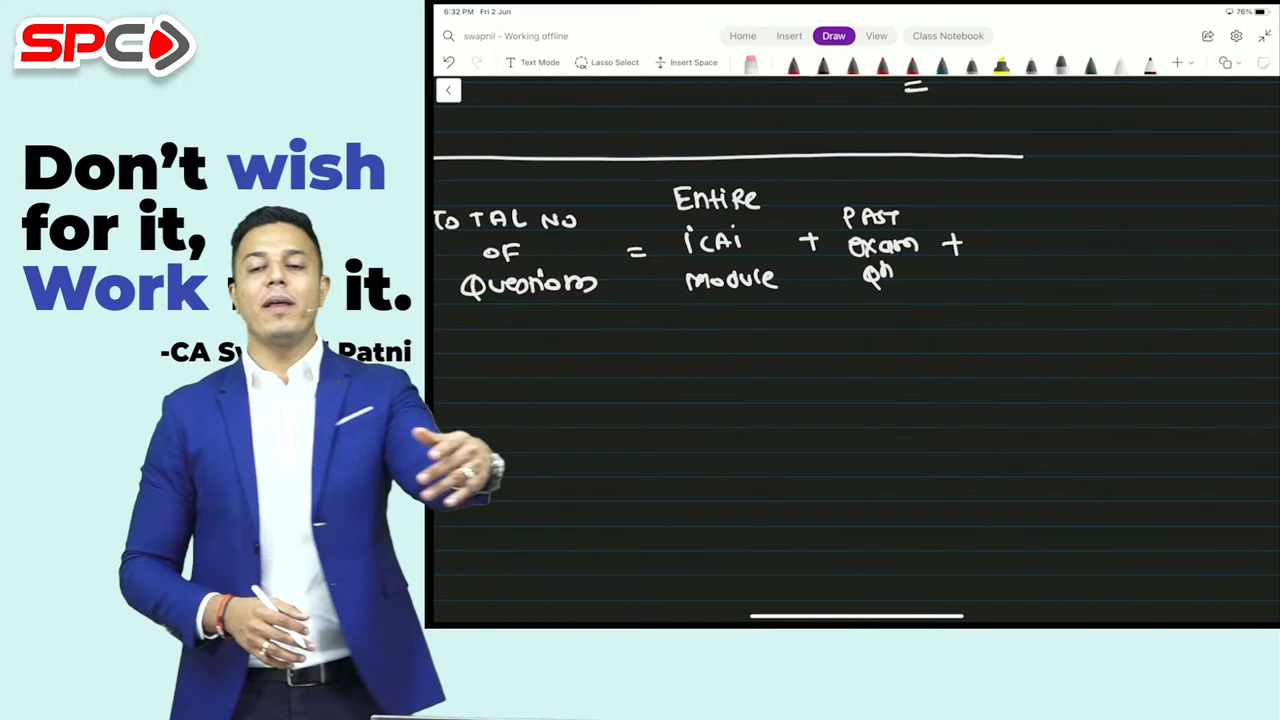 SPC
Don't wish
for it,
Work it.
-CA Patni
6:32 PM Fri 2 Jun
76%
swapnil - Working offline
Home Insert Draw View Class Notebook
Text Mode Lasso Select Insert Space
=
TOTAL NO
OF
Questions
=
Entire
ICAI
Module
+
PAST
exam
Qn
+